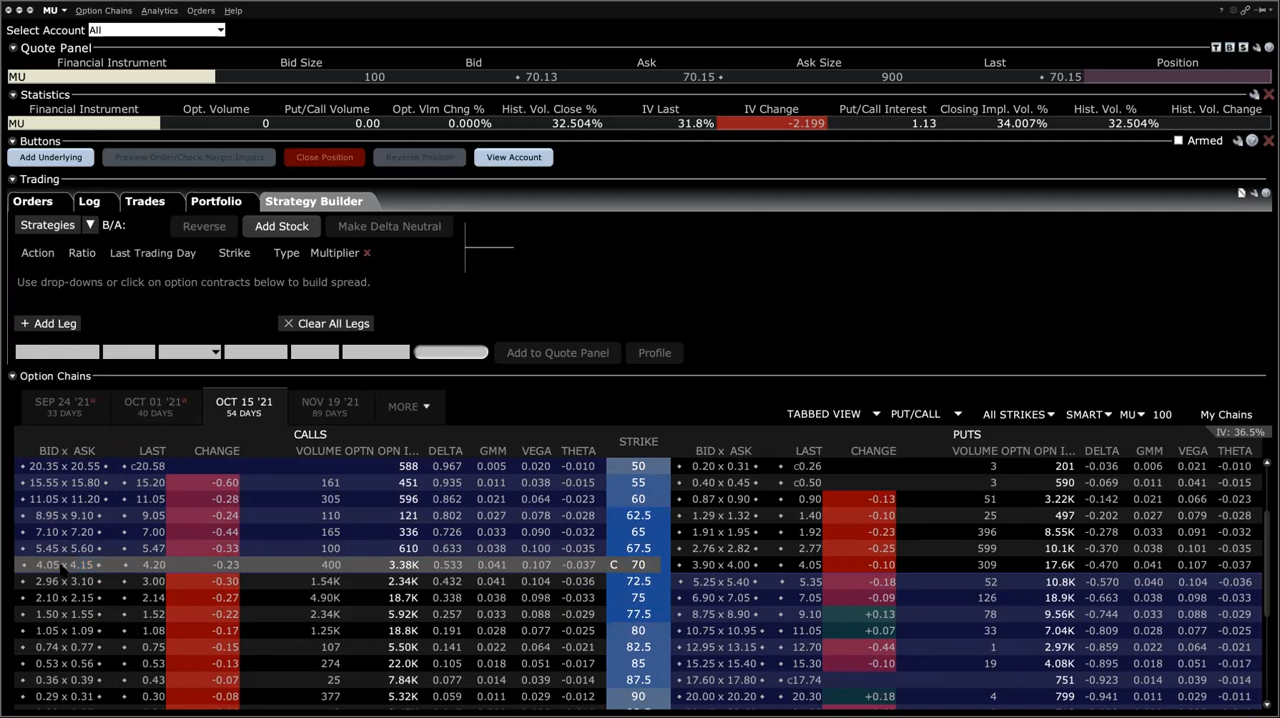 MU Option Chains Analytics Orders Help
Select Account All
Quote Panel
Financial Instrument Bid Size Bid Ask Ask Size Last Position
MU 100 70.13 70.15 900 70.15
Statistics
Financial Instrument Opt. Volume Put/Call Volume Opt. Vlm Chng % Hist. Vol. Close % IV Last IV Change Put/Call Interest Closing Impl. Vol. % Hist. Vol. % Hist. Vol. Change
MU 0 0.00 0.000% 32.504% 31.8% -2.199 1.13 34.007% 32.504%
Buttons Armed
Add Underlying Preview Order/Check Margin Impact Close Position Reverse Position View Account
Trading
Orders Log Trades Portfolio Strategy Builder
Strategies B/A: Reverse Add Stock Make Delta Neutral
Action Ratio Last Trading Day Strike Type Multiplier
Use drop-downs or click on option contracts below to build spread.
+ Add Leg × Clear All Legs
Add to Quote Panel Profile
Option Chains
SEP 24 '21 OCT 01 '21 OCT 15 '21 NOV 19 '21 MORE
33 DAYS 40 DAYS 54 DAYS 89 DAYS
TABBED VIEW PUT/CALL All STRIKES SMART MU 100 My Chains
IV: 36.5%
CALLS STRIKE PUTS
BID x ASK LAST CHANGE VOLUME OPTN OPN I... DELTA GMM VEGA THETA BID x ASK LAST CHANGE VOLUME OPTN OPN I... DELTA GMM VEGA THETA
20.35 x 20.55 c20.58 588 0.967 0.005 0.020 -0.010 50 0.20 x 0.31 c0.26 3 201 -0.036 0.006 0.021 -0.010
15.55 x 15.80 15.20 -0.60 161 451 0.935 0.011 0.038 -0.015 55 0.40 x 0.45 c0.50 3 590 -0.069 0.011 0.041 -0.015
11.05 x 11.20 11.05 -0.28 305 596 0.862 0.021 0.064 -0.023 60 0.87 x 0.90 0.90 -0.13 51 3.22K -0.142 0.021 0.066 -0.023
8.95 x 9.10 9.05 -0.24 110 121 0.802 0.027 0.078 -0.028 62.5 1.29 x 1.32 1.40 -0.10 25 497 -0.202 0.027 0.079 -0.028
7.10 x 7.20 7.00 -0.44 165 336 0.726 0.033 0.090 -0.032 65 1.91 x 1.95 1.92 -0.23 396 8.55K -0.278 0.033 0.091 -0.032
5.45 x 5.60 5.47 -0.33 100 610 0.633 0.038 0.100 -0.035 67.5 2.76 x 2.82 2.77 -0.25 599 10.1K -0.370 0.038 0.100 -0.035
4.05 x 4.15 4.20 -0.23 400 3.38K 0.533 0.041 0.107 -0.037 C 70 3.90 x 4.00 4.05 -0.10 309 17.6K -0.470 0.041 0.107 -0.037
2.96 x 3.10 3.00 -0.30 1.54K 2.34K 0.432 0.041 0.104 -0.036 72.5 5.25 x 5.40 5.35 -0.18 52 10.8K -0.570 0.040 0.104 -0.036
2.10 x 2.15 2.14 -0.27 4.90K 18.7K 0.338 0.038 0.098 -0.033 75 6.90 x 7.05 7.05 -0.09 126 18.9K -0.663 0.038 0.098 -0.033
1.50 x 1.55 1.52 -0.22 2.34K 5.92K 0.257 0.033 0.088 -0.029 77.5 8.75 x 8.90 9.10 +0.13 78 9.56K -0.744 0.033 0.088 -0.029
1.05 x 1.09 1.08 -0.17 1.25K 18.8K 0.191 0.028 0.077 -0.025 80 10.75 x 10.95 11.05 +0.07 33 7.04K -0.809 0.028 0.077 -0.025
0.74 x 0.77 0.75 -0.15 107 5.50K 0.141 0.022 0.064 -0.021 82.5 12.95 x 13.15 12.70 -0.44 1 2.97K -0.859 0.022 0.064 -0.021
0.53 x 0.56 0.53 -0.13 274 22.0K 0.105 0.018 0.051 -0.017 85 15.25 x 15.40 15.30 -0.10 19 4.08K -0.895 0.018 0.051 -0.017
0.36 x 0.39 0.43 -0.07 25 7.84K 0.077 0.014 0.039 -0.014 87.5 17.60 x 17.80 c17.74 751 -0.923 0.014 0.039 -0.014
0.29 x 0.31 0.30 -0.08 377 5.32K 0.059 0.011 0.029 -0.011 90 20.00 x 20.20 20.30 +0.18 4 799 -0.941 0.011 0.029 -0.011